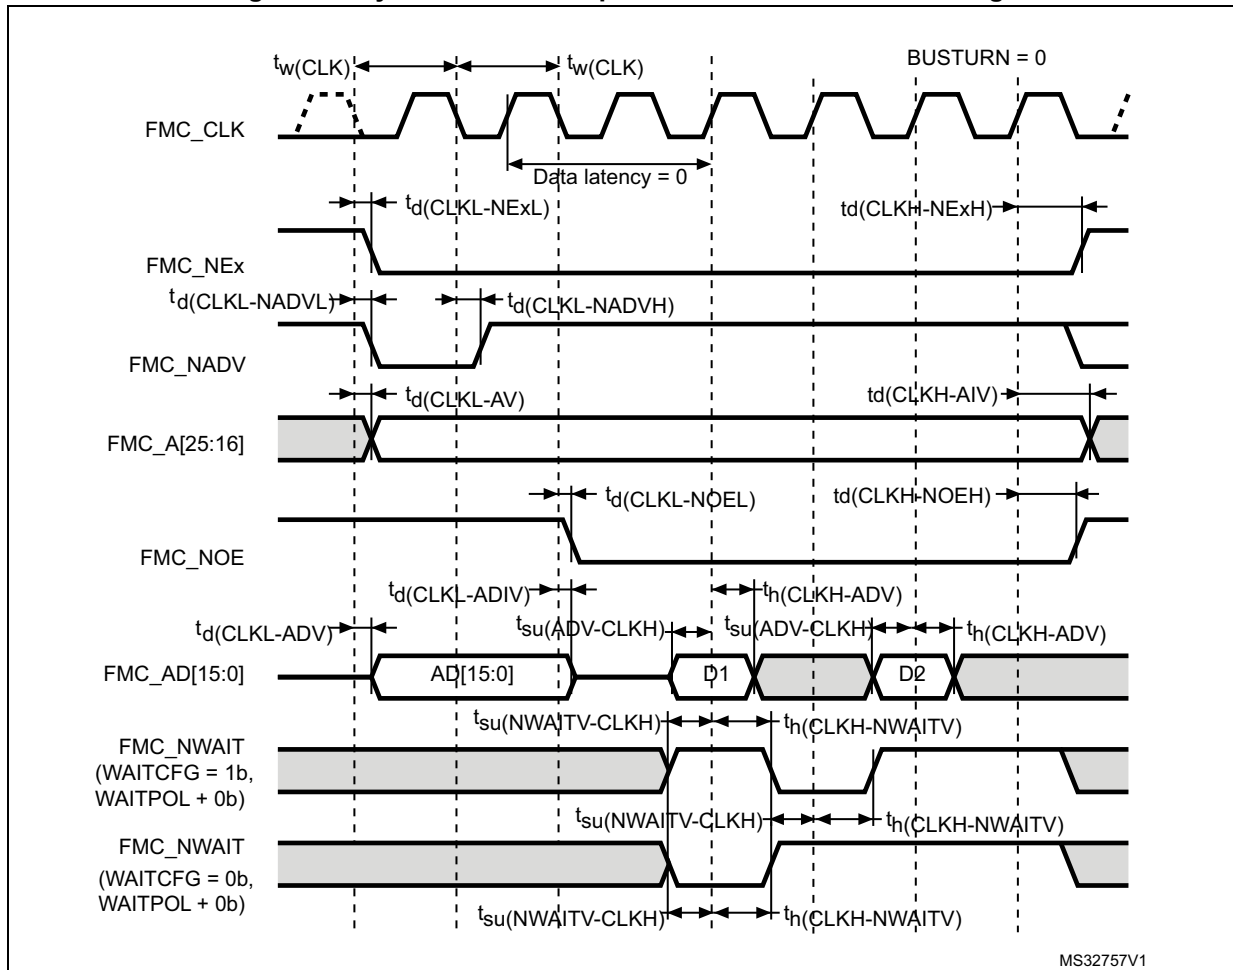 tw(CLK) tw(CLK) BUSTURN = 0
FMC_CLK
Data latency = 0
td(CLKL-NExL) td(CLKH-NExH)
FMC_NEx
td(CLKL-NADVL) td(CLKL-NADVH)
FMC_NADV
td(CLKL-AV) td(CLKH-AIV)
FMC_A[25:16]
td(CLKL-NOEL) td(CLKH-NOEH)
FMC_NOE
td(CLKL-ADIV) th(CLKH-ADV)
td(CLKL-ADV) tsu(ADV-CLKH) tsu(ADV-CLKH) th(CLKH-ADV)
FMC_AD[15:0] AD[15:0] D1 D2
tsu(NWAITV-CLKH) th(CLKH-NWAITV)
FMC_NWAIT
(WAITCFG = 1b,
WAITPOL + 0b)
tsu(NWAITV-CLKH) th(CLKH-NWAITV)
FMC_NWAIT
(WAITCFG = 0b,
WAITPOL + 0b)
tsu(NWAITV-CLKH) th(CLKH-NWAITV)
MS32757V1